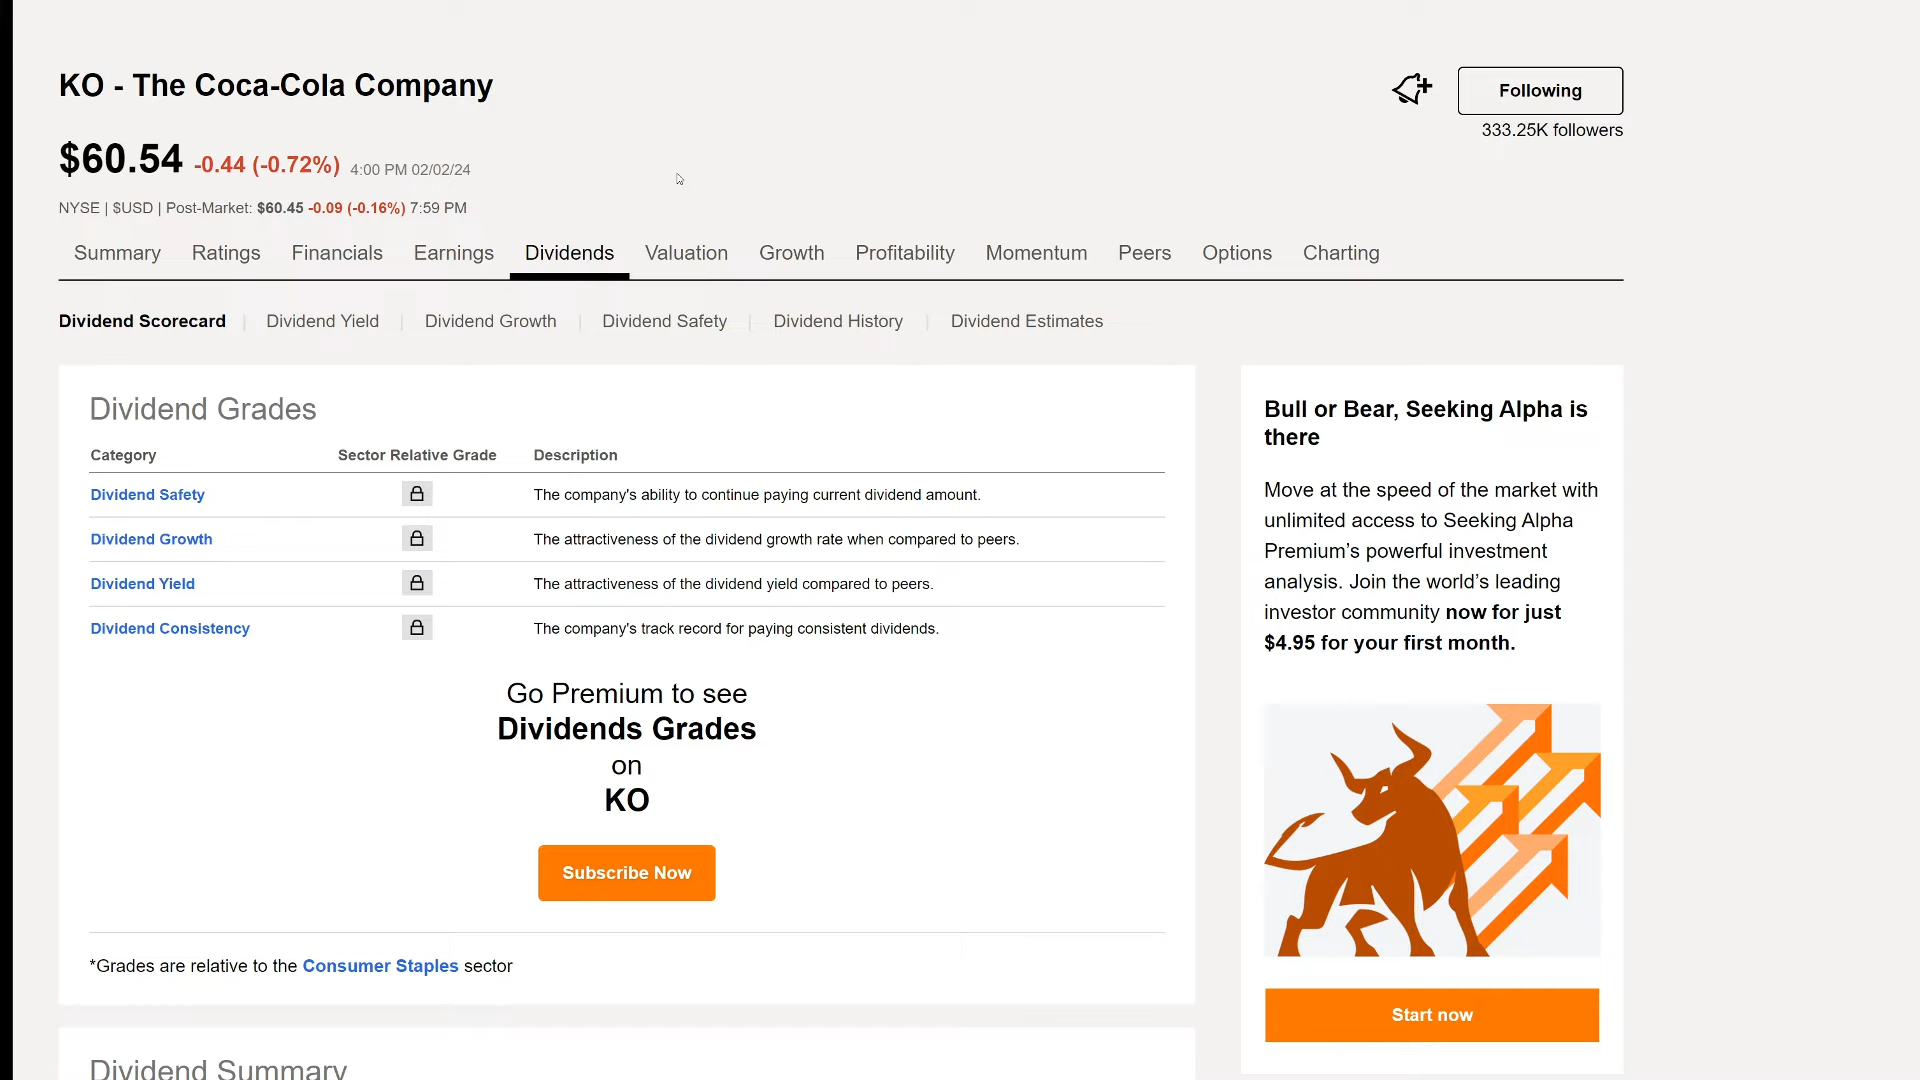 KO - The Coca-Cola Company
Following
333.25K followers
$60.54 -0.44 (-0.72%) 4:00 PM 02/02/24
NYSE | $USD | Post-Market: $60.45 -0.09 (-0.16%) 7:59 PM
Summary Ratings Financials Earnings Dividends Valuation Growth Profitability Momentum Peers Options Charting
Dividend Scorecard | Dividend Yield | Dividend Growth | Dividend Safety | Dividend History | Dividend Estimates
Dividend Grades
Category Sector Relative Grade Description
Dividend Safety The company's ability to continue paying current dividend amount.
Dividend Growth The attractiveness of the dividend growth rate when compared to peers.
Dividend Yield The attractiveness of the dividend yield compared to peers.
Dividend Consistency The company's track record for paying consistent dividends.
Go Premium to see
Dividends Grades
on
KO
Subscribe Now
*Grades are relative to the Consumer Staples sector
Dividend Summary
Bull or Bear, Seeking Alpha is
there
Move at the speed of the market with
unlimited access to Seeking Alpha
Premium’s powerful investment
analysis. Join the world’s leading
investor community now for just
$4.95 for your first month.
Start now